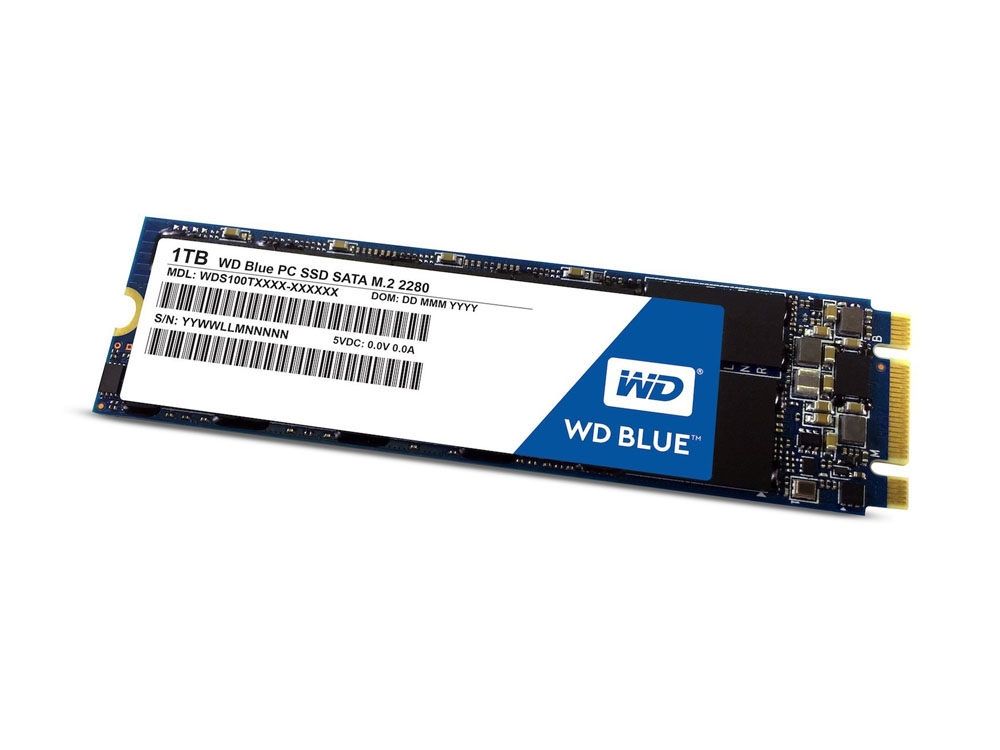 1TB WD Blue PC SSD SATA M.2 2280
MDL: WDS100TXXXX-XXXXXX
DOM: DD MMM YYYY
S/N: YYWWLLMNNNNN
5VDC: 0.0V 0.0A
WD®
WD BLUE™
L N R
B
M